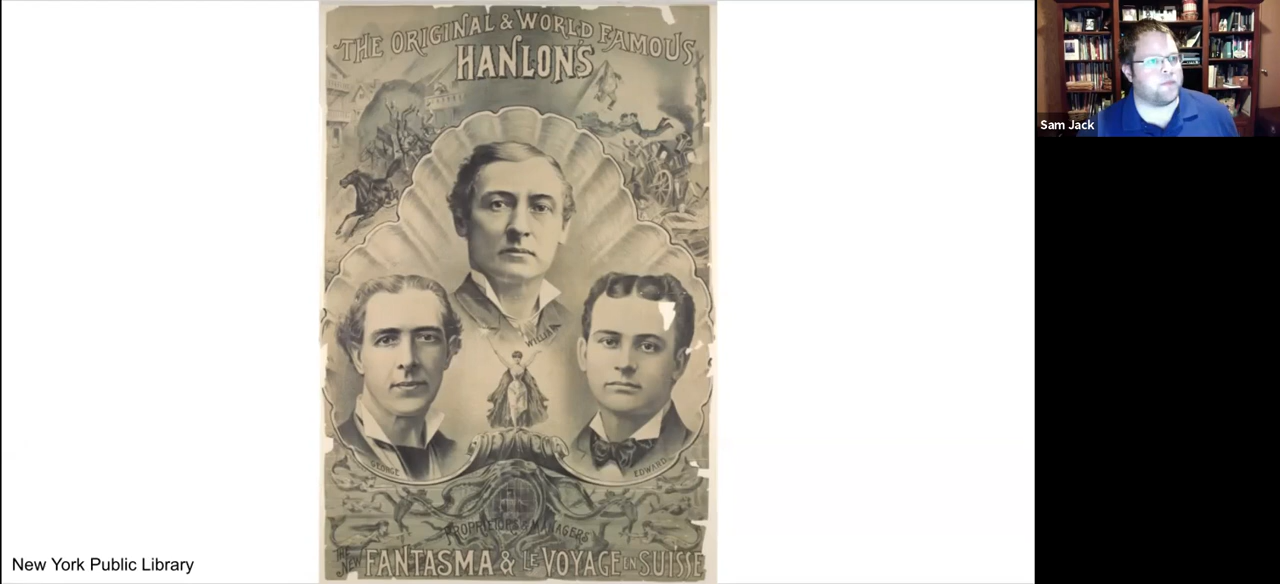 THE ORIGINAL & WORLD FAMOUS
HANLON'S
Sam Jack
WILLIAM
GEORGE
EDWARD
PROPRIETORS & MANAGERS
THE NEW FANTASMA & LE VOYAGE EN SUISSE
New York Public Library